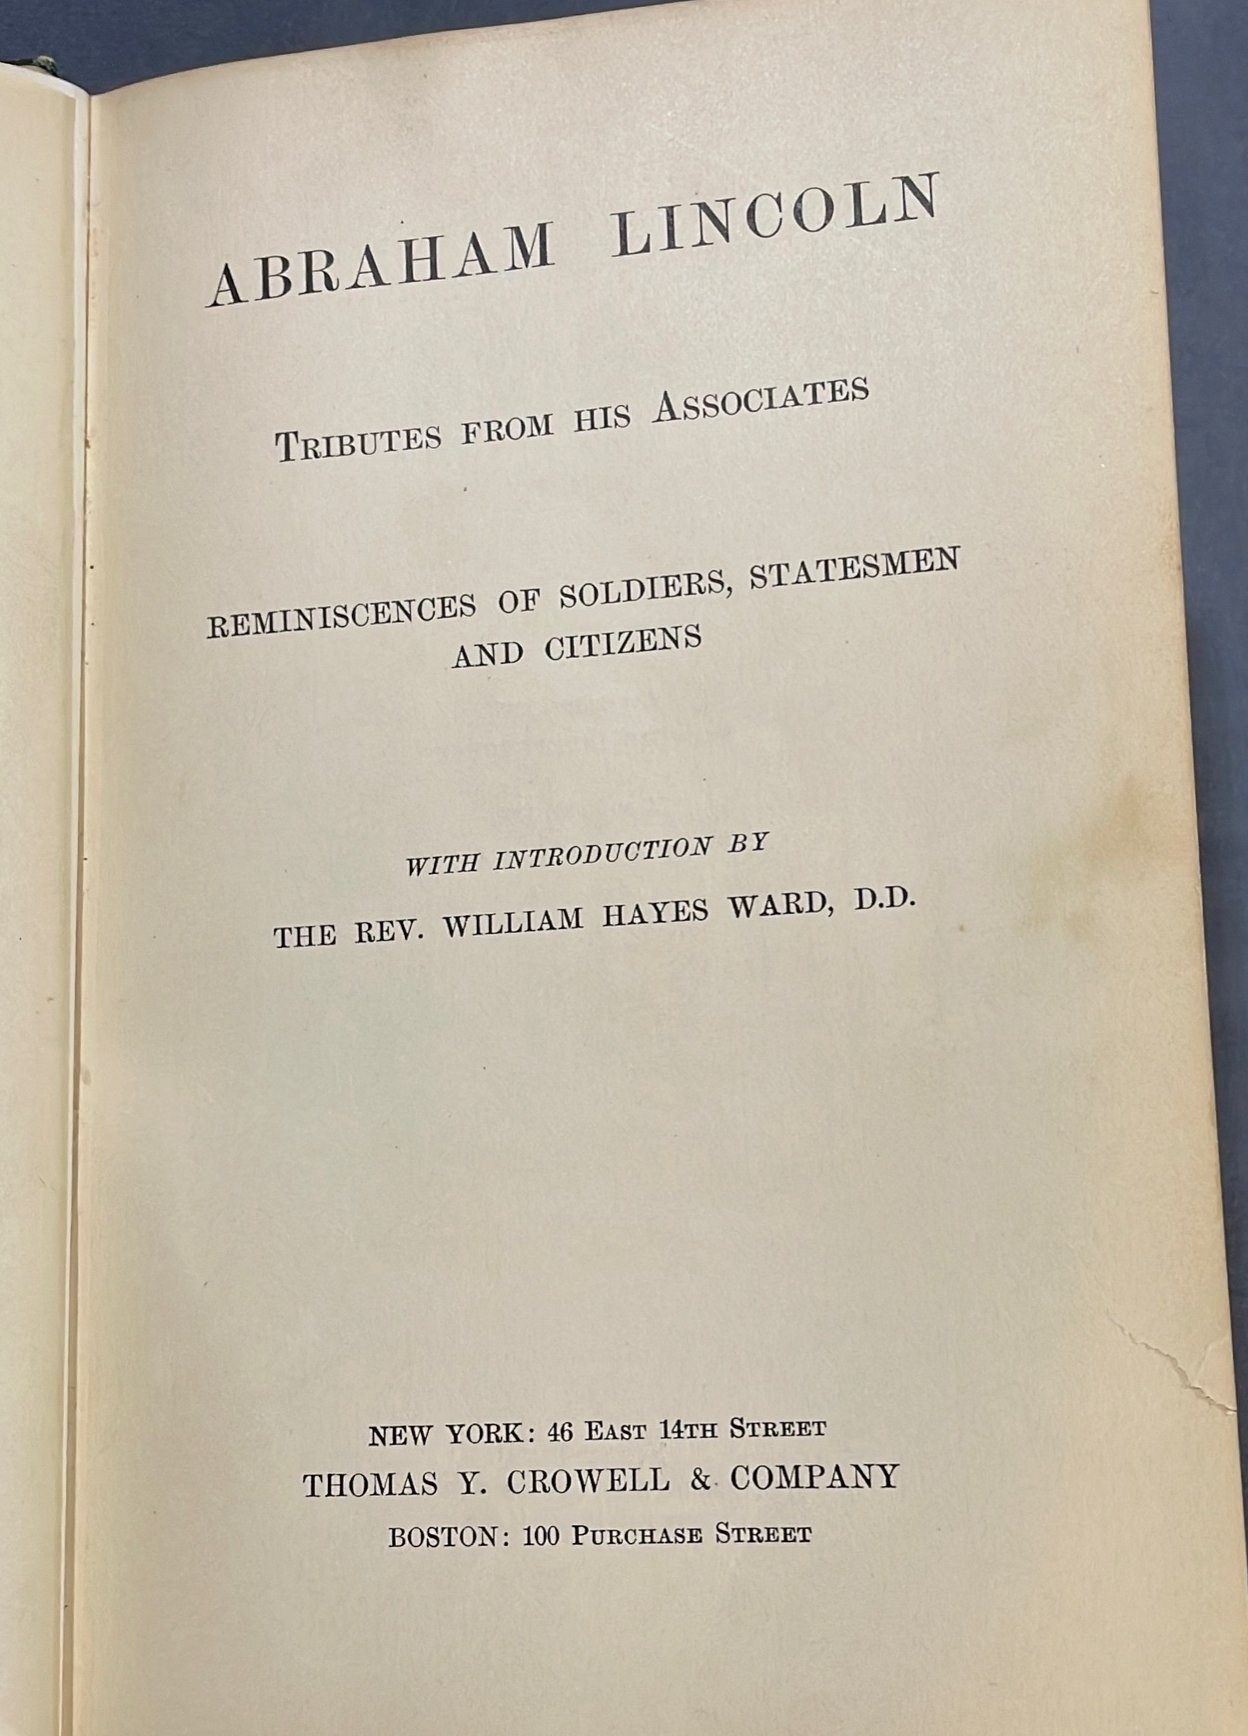 ABRAHAM LINCOLN
TRIBUTES FROM HIS ASSOCIATES
REMINISCENCES OF SOLDIERS, STATESMEN
AND CITIZENS
WITH INTRODUCTION BY
THE REV. WILLIAM HAYES WARD, D.D.
NEW YORK: 46 EAST 14TH STREET
THOMAS Y. CROWELL & COMPANY
BOSTON: 100 PURCHASE STREET